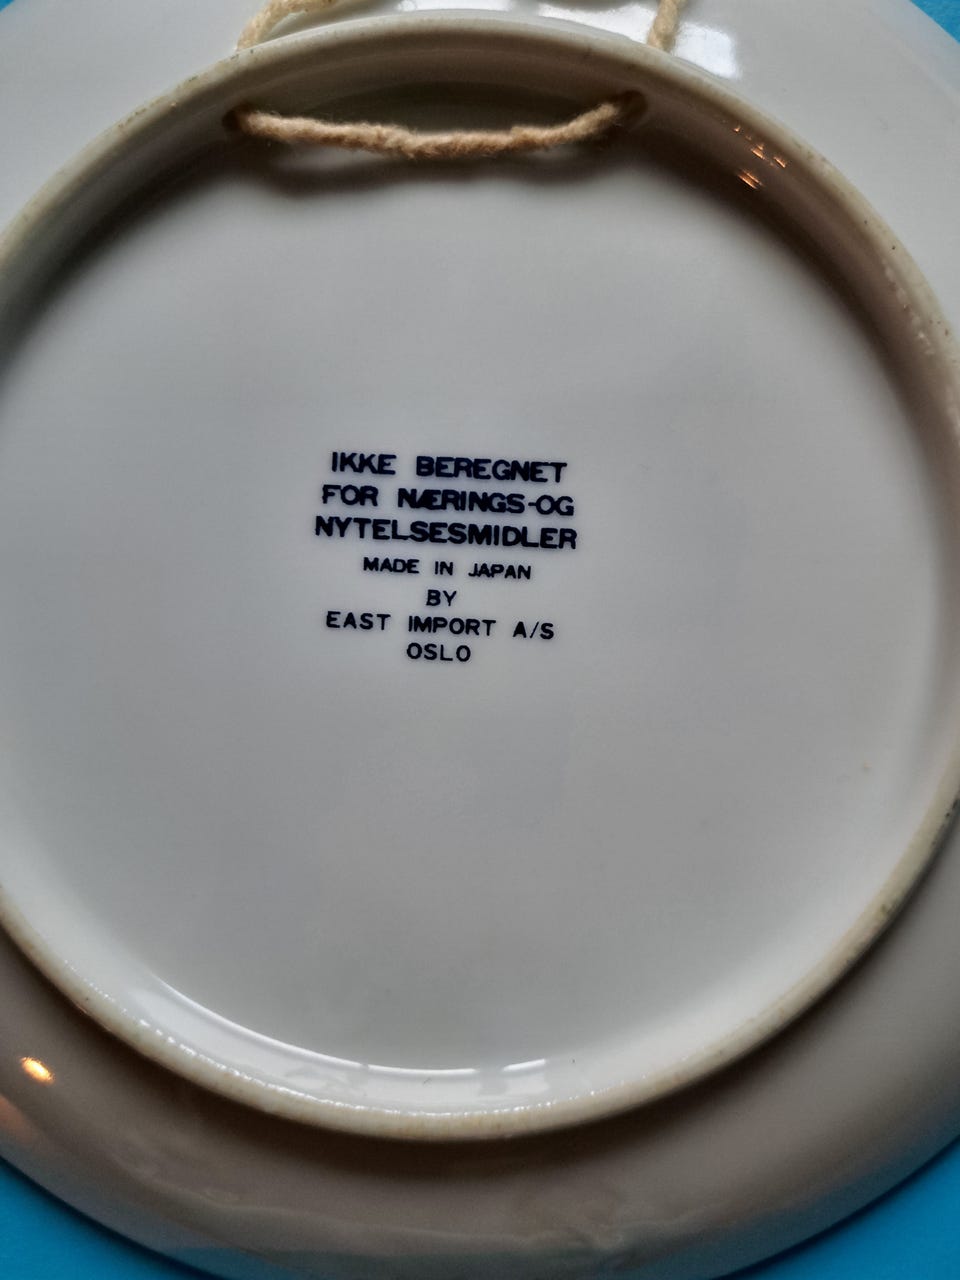 IKKE BEREGNET
FOR NÆRINGS-OG
NYTELSESMIDLER
MADE IN JAPAN
BY
EAST IMPORT A/S
OSLO